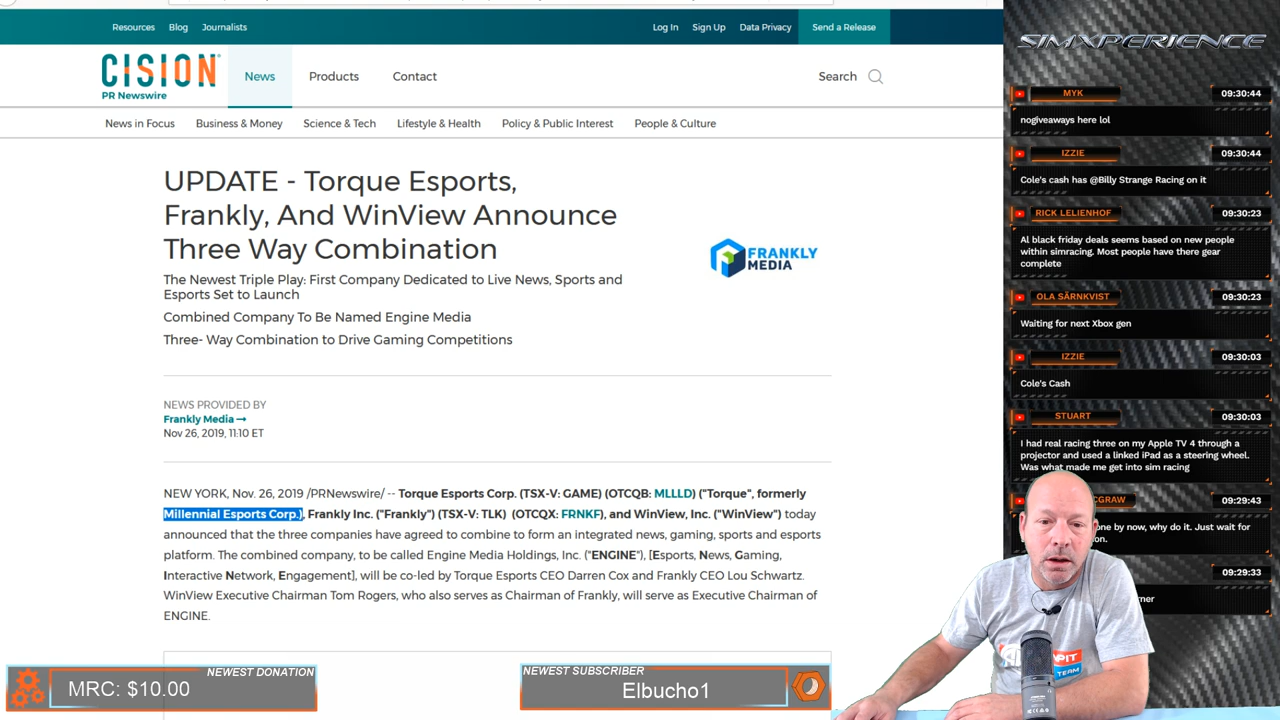 Resources
Blog
Journalists
Log In
Sign Up
Data Privacy
Send a Release
CISION
PR Newswire
News
Products
Contact
Search
News in Focus
Business & Money
Science & Tech
Lifestyle & Health
Policy & Public Interest
People & Culture
UPDATE - Torque Esports,
Frankly, And WinView Announce
Three Way Combination
FRANKLY
MEDIA
The Newest Triple Play: First Company Dedicated to Live News, Sports and
Esports Set to Launch
Combined Company To Be Named Engine Media
Three- Way Combination to Drive Gaming Competitions
NEWS PROVIDED BY
Frankly Media →
Nov 26, 2019, 11:10 ET
NEW YORK, Nov. 26, 2019 /PRNewswire/ -- Torque Esports Corp. (TSX-V: GAME) (OTCQB: MLLLD) ("Torque", formerly
Millennial Esports Corp.), Frankly Inc. ("Frankly") (TSX-V: TLK) (OTCQX: FRNKF), and WinView, Inc. ("WinView") today
announced that the three companies have agreed to combine to form an integrated news, gaming, sports and esports
platform. The combined company, to be called Engine Media Holdings, Inc. ("ENGINE"), [Esports, News, Gaming,
Interactive Network, Engagement], will be co-led by Torque Esports CEO Darren Cox and Frankly CEO Lou Schwartz.
WinView Executive Chairman Tom Rogers, who also serves as Chairman of Frankly, will serve as Executive Chairman of
ENGINE.
NEWEST DONATION
MRC: $10.00
NEWEST SUBSCRIBER
Elbucho1
SIMXPERIENCE
MYK
09:30:44
nogiveaways here lol
IZZIE
09:30:44
Cole's cash has @Billy Strange Racing on it
RICK LELIENHOF
09:30:23
Al black friday deals seems based on new people
within simracing. Most people have there gear
complete
OLA SÄRNKVIST
09:30:23
Waiting for next Xbox gen
IZZIE
09:30:03
Cole's Cash
STUART
09:30:03
I had real racing three on my Apple TV 4 through a
projector and used a linked iPad as a steering wheel.
Was what made me get into sim racing
09:29:43
one by now, why do it. Just wait for
09:29:33
PIT
TEAM